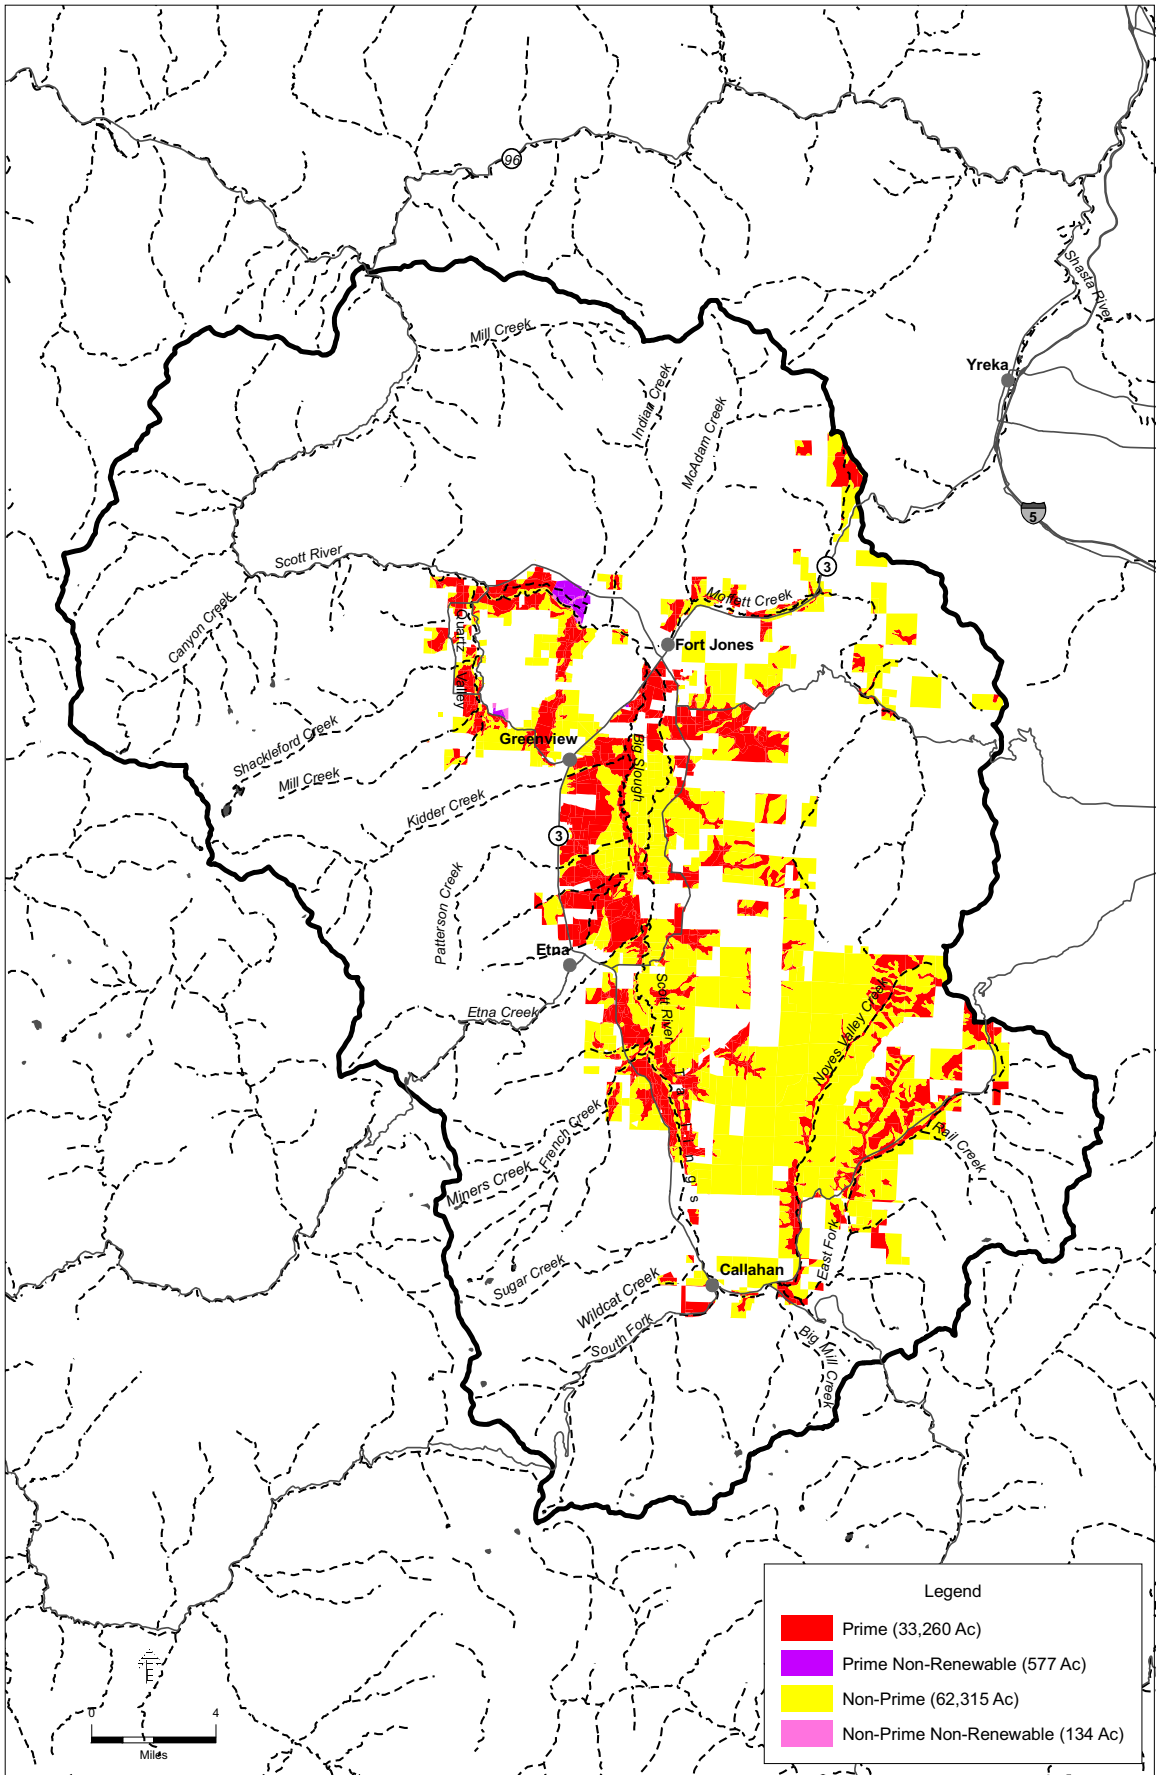 96
Shasta River
Mill Creek
Yreka
Indian Creek
McAdam Creek
5
Scott River
3
Canyon Creek
Moffatt Creek
Quartz Valley
Fort Jones
Shackleford Creek
Greenview
Big Slough
Mill Creek
Kidder Creek
3
Patterson Creek
Etna
Scott River
Etna Creek
Noyes Valley Creek
Tailings
French Creek
Rail Creek
Miners Creek
East Fork
Sugar Creek
Callahan
Wildcat Creek
South Fork
Big Mill Creek
Legend
Prime (33,260 Ac)
Prime Non-Renewable (577 Ac)
Non-Prime (62,315 Ac)
Non-Prime Non-Renewable (134 Ac)
0 4
Miles